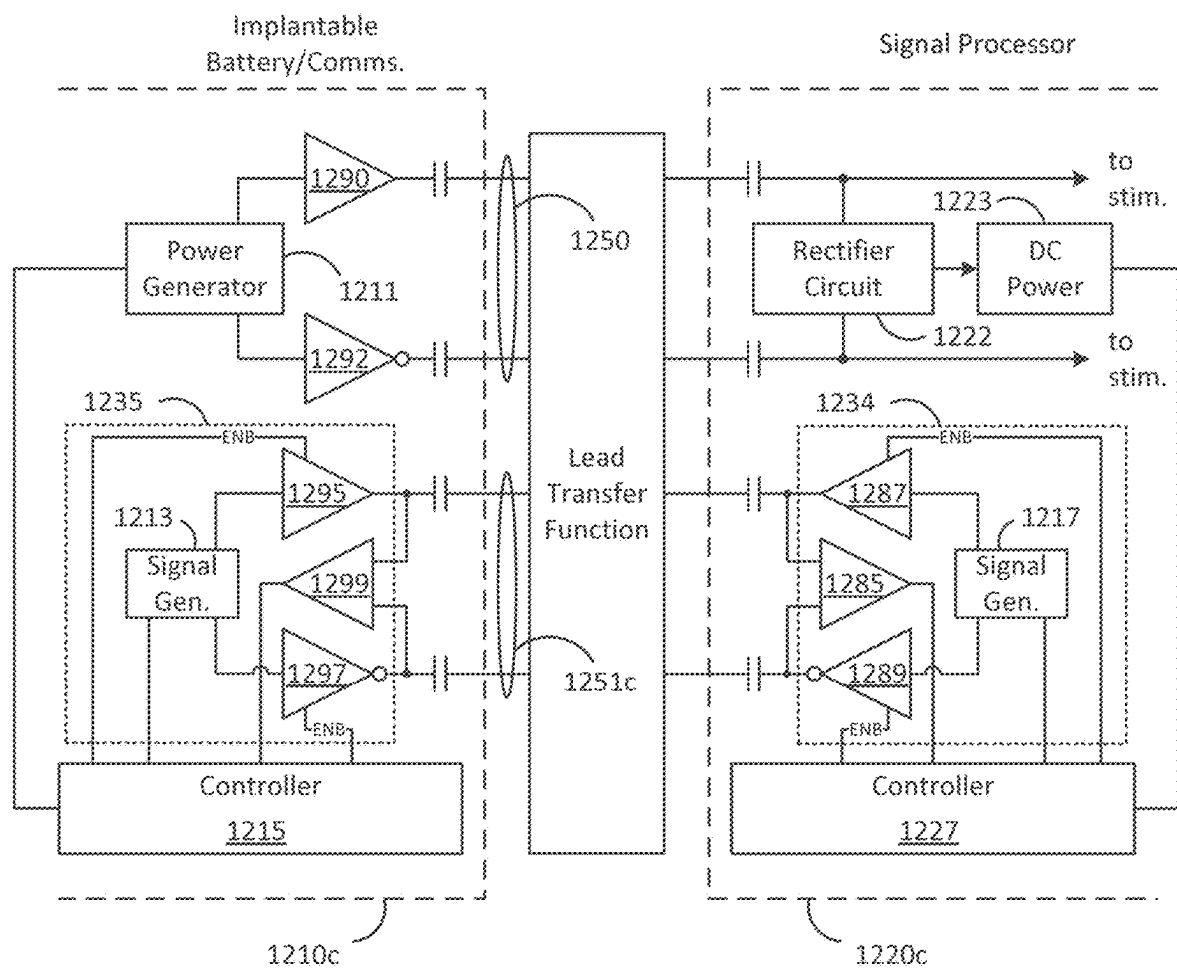 Implantable
Battery/Comms.
Signal Processor
1290
to
stim.
1250
1223
Power
Generator
1211
Rectifier
Circuit
DC
Power
1222
1292
to
stim.
1235
1234
ENB
ENB
1295
Lead
Transfer
Function
1287
1213
1217
Signal
Gen.
1299
1285
Signal
Gen.
1297
1251c
1289
ENB
ENB
Controller
1215
Controller
1227
1210c
1220c